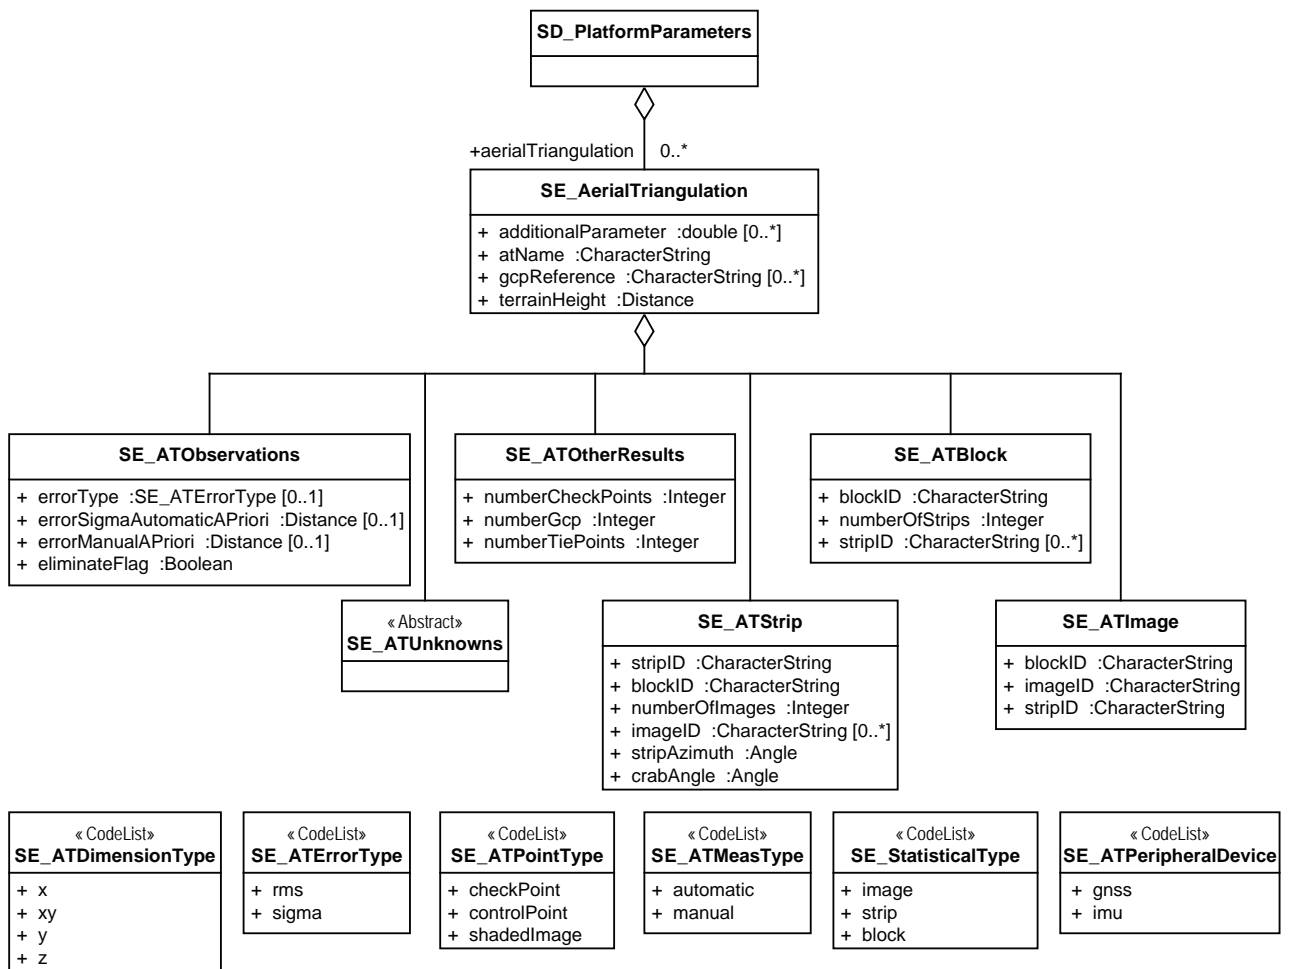 SD_PlatformParameters
+aerialTriangulation 0..*
SE_AerialTriangulation
+ additionalParameter :double [0..*]
+ atName :CharacterString
+ gcpReference :CharacterString [0..*]
+ terrainHeight :Distance
SE_ATObservations
+ errorType :SE_ATErrorType [0..1]
+ errorSigmaAutomaticAPriori :Distance [0..1]
+ errorManualAPriori :Distance [0..1]
+ eliminateFlag :Boolean
SE_ATOtherResults
+ numberCheckPoints :Integer
+ numberGcp :Integer
+ numberTiePoints :Integer
SE_ATBlock
+ blockID :CharacterString
+ numberOfStrips :Integer
+ stripID :CharacterString [0..*]
«Abstract»
SE_ATUnknowns
SE_ATStrip
+ stripID :CharacterString
+ blockID :CharacterString
+ numberOfImages :Integer
+ imageID :CharacterString [0..*]
+ stripAzimuth :Angle
+ crabAngle :Angle
SE_ATImage
+ blockID :CharacterString
+ imageID :CharacterString
+ stripID :CharacterString
«CodeList»
SE_ATDimensionType
+ x
+ xy
+ y
+ z
«CodeList»
SE_ATErrorType
+ rms
+ sigma
«CodeList»
SE_ATPointType
+ checkPoint
+ controlPoint
+ shadedImage
«CodeList»
SE_ATMeasType
+ automatic
+ manual
«CodeList»
SE_StatisticalType
+ image
+ strip
+ block
«CodeList»
SE_ATPeripheralDevice
+ gnss
+ imu